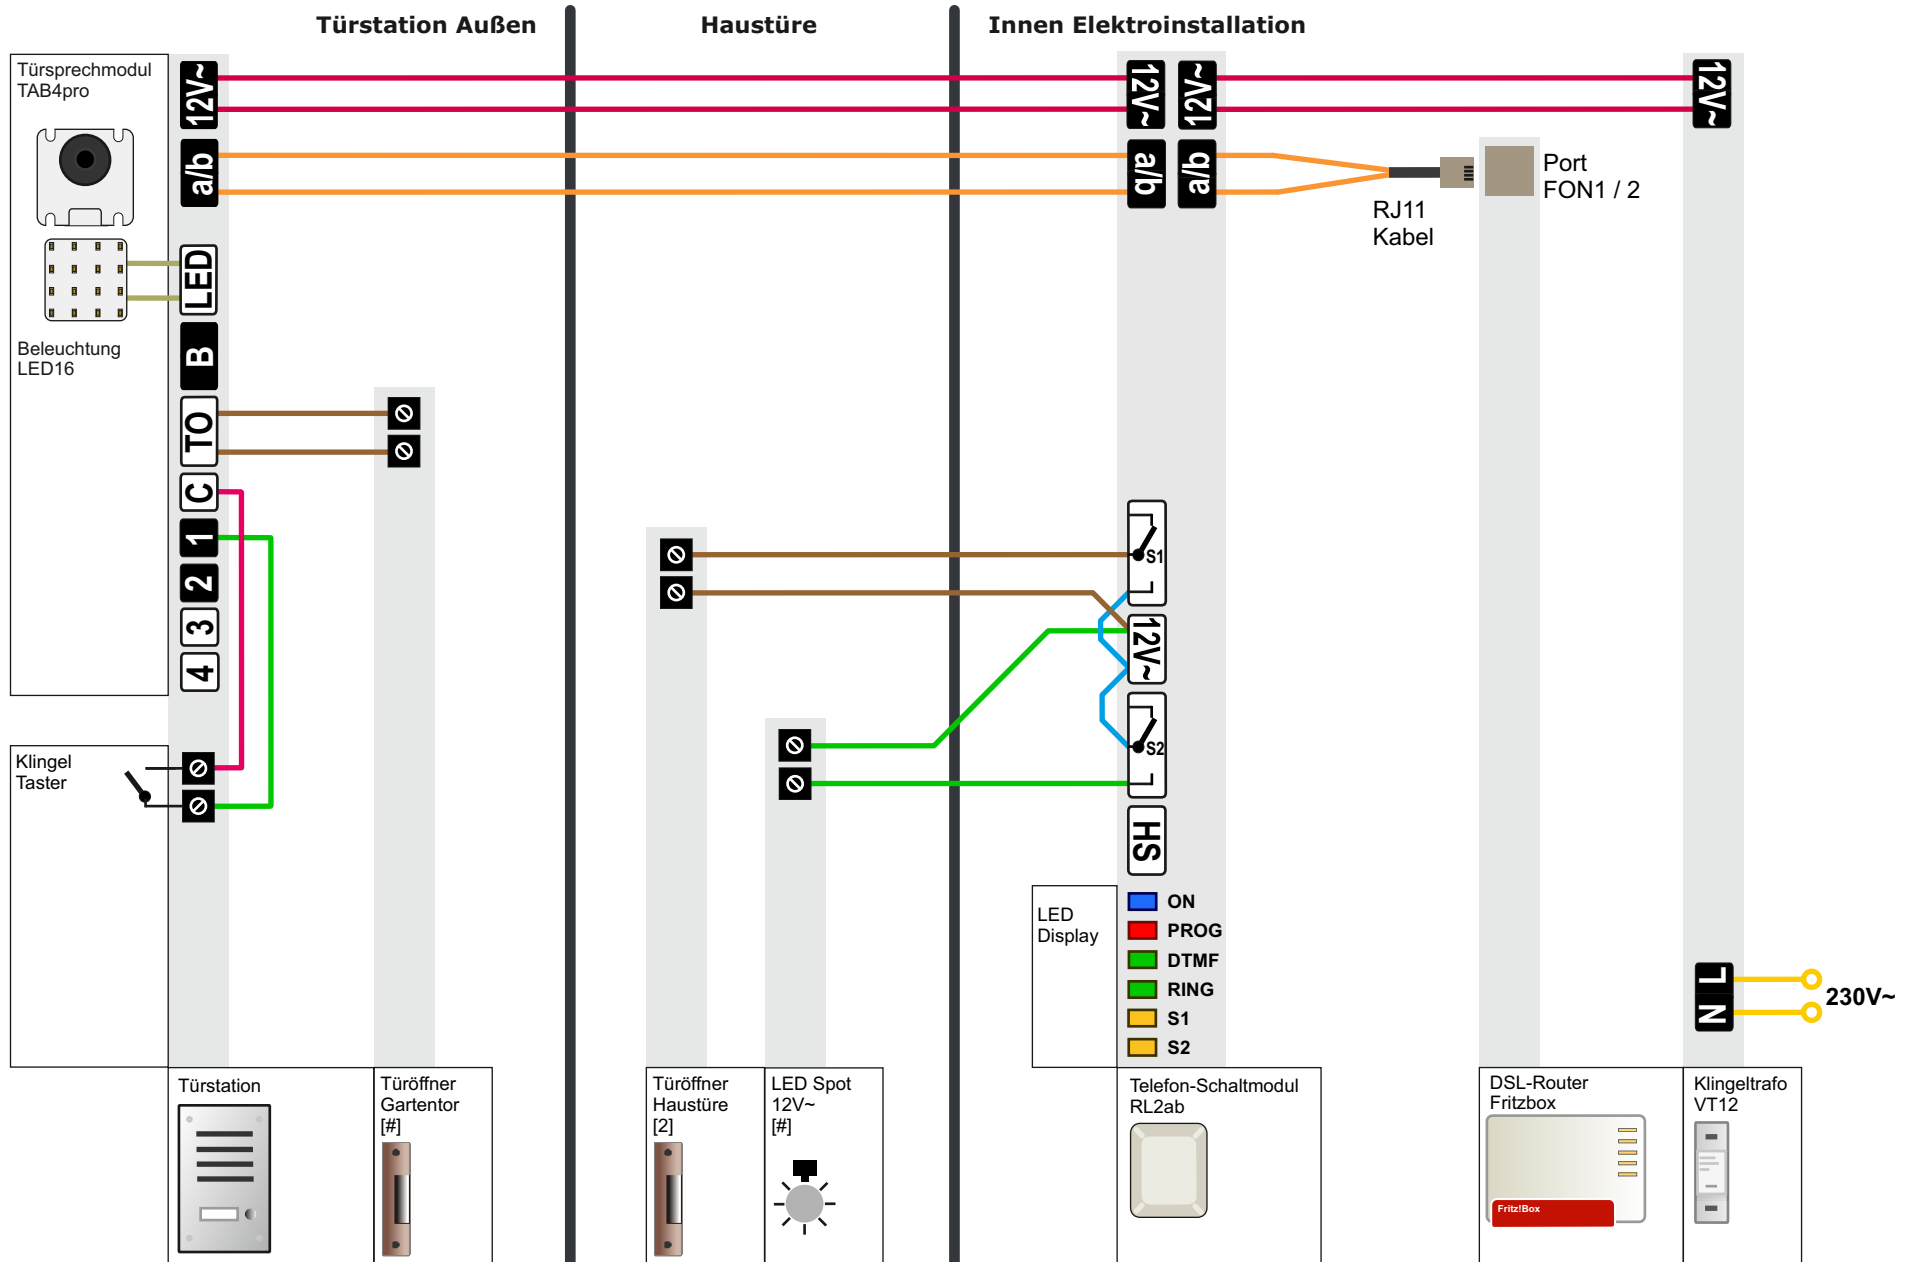 Türstation Außen
Haustüre
Innen Elektroinstallation
Türsprechmodul
TAB4pro
12V~
a/b
LED
B
TO
C
1
2
3
4
Beleuchtung
LED16
Klingel
Taster
12V~
12V~
a/b
a/b
RJ11
Kabel
Port
FON1 / 2
12V~
S1
12V~
S2
HS
LED
Display
ON
PROG
DTMF
RING
S1
S2
L
N
230V~
Türstation
Türöffner
Gartentor
[#]
Türöffner
Haustüre
[2]
LED Spot
12V~
[#]
Telefon-Schaltmodul
RL2ab
DSL-Router
Fritzbox
Fritz!Box
Klingeltrafo
VT12